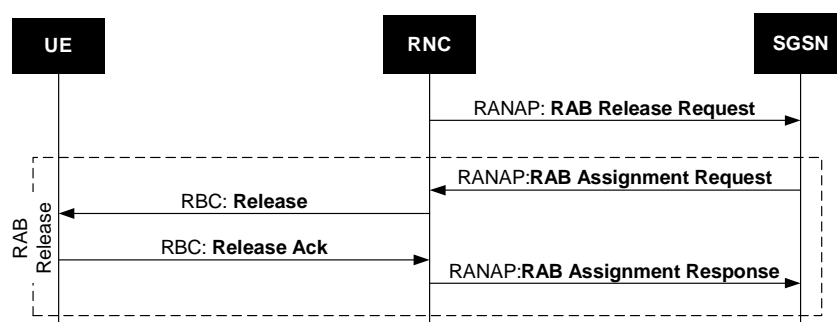 UE
RNC
SGSN
RANAP: RAB Release Request
RANAP:RAB Assignment Request
RBC: Release
RAB
Release
RBC: Release Ack
RANAP:RAB Assignment Response